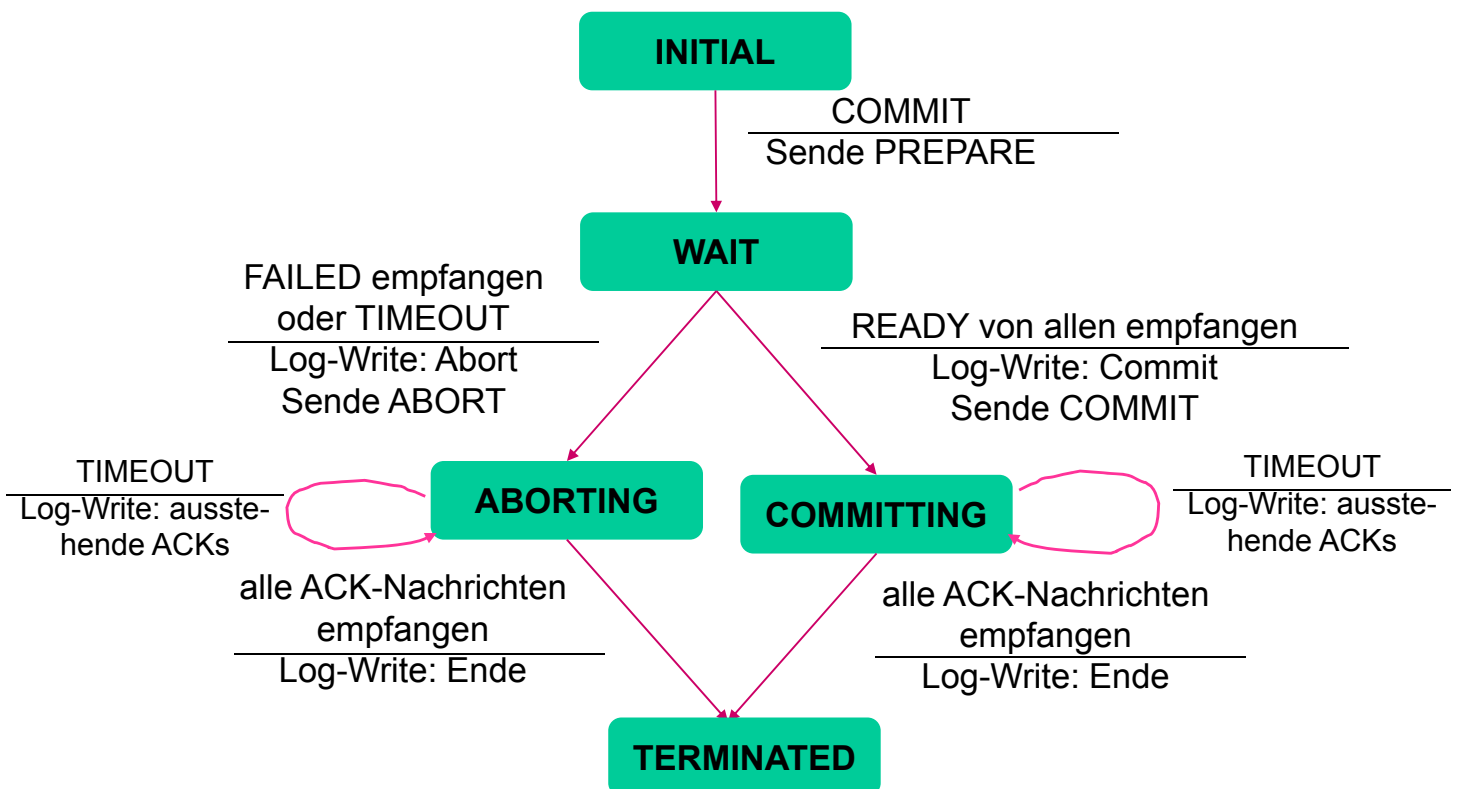 INITIAL
COMMIT
Sende PREPARE
WAIT
FAILED empfangen
oder TIMEOUT
Log-Write: Abort
Sende ABORT
READY von allen empfangen
Log-Write: Commit
Sende COMMIT
TIMEOUT
Log-Write: ausste-
hende ACKs
ABORTING
COMMITTING
TIMEOUT
Log-Write: ausste-
hende ACKs
alle ACK-Nachrichten
empfangen
Log-Write: Ende
alle ACK-Nachrichten
empfangen
Log-Write: Ende
TERMINATED